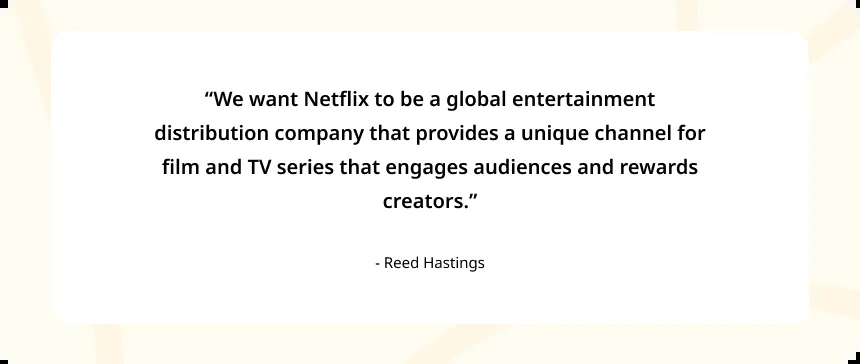 “We want Netflix to be a global entertainment
distribution company that provides a unique channel for
film and TV series that engages audiences and rewards
creators.”
- Reed Hastings